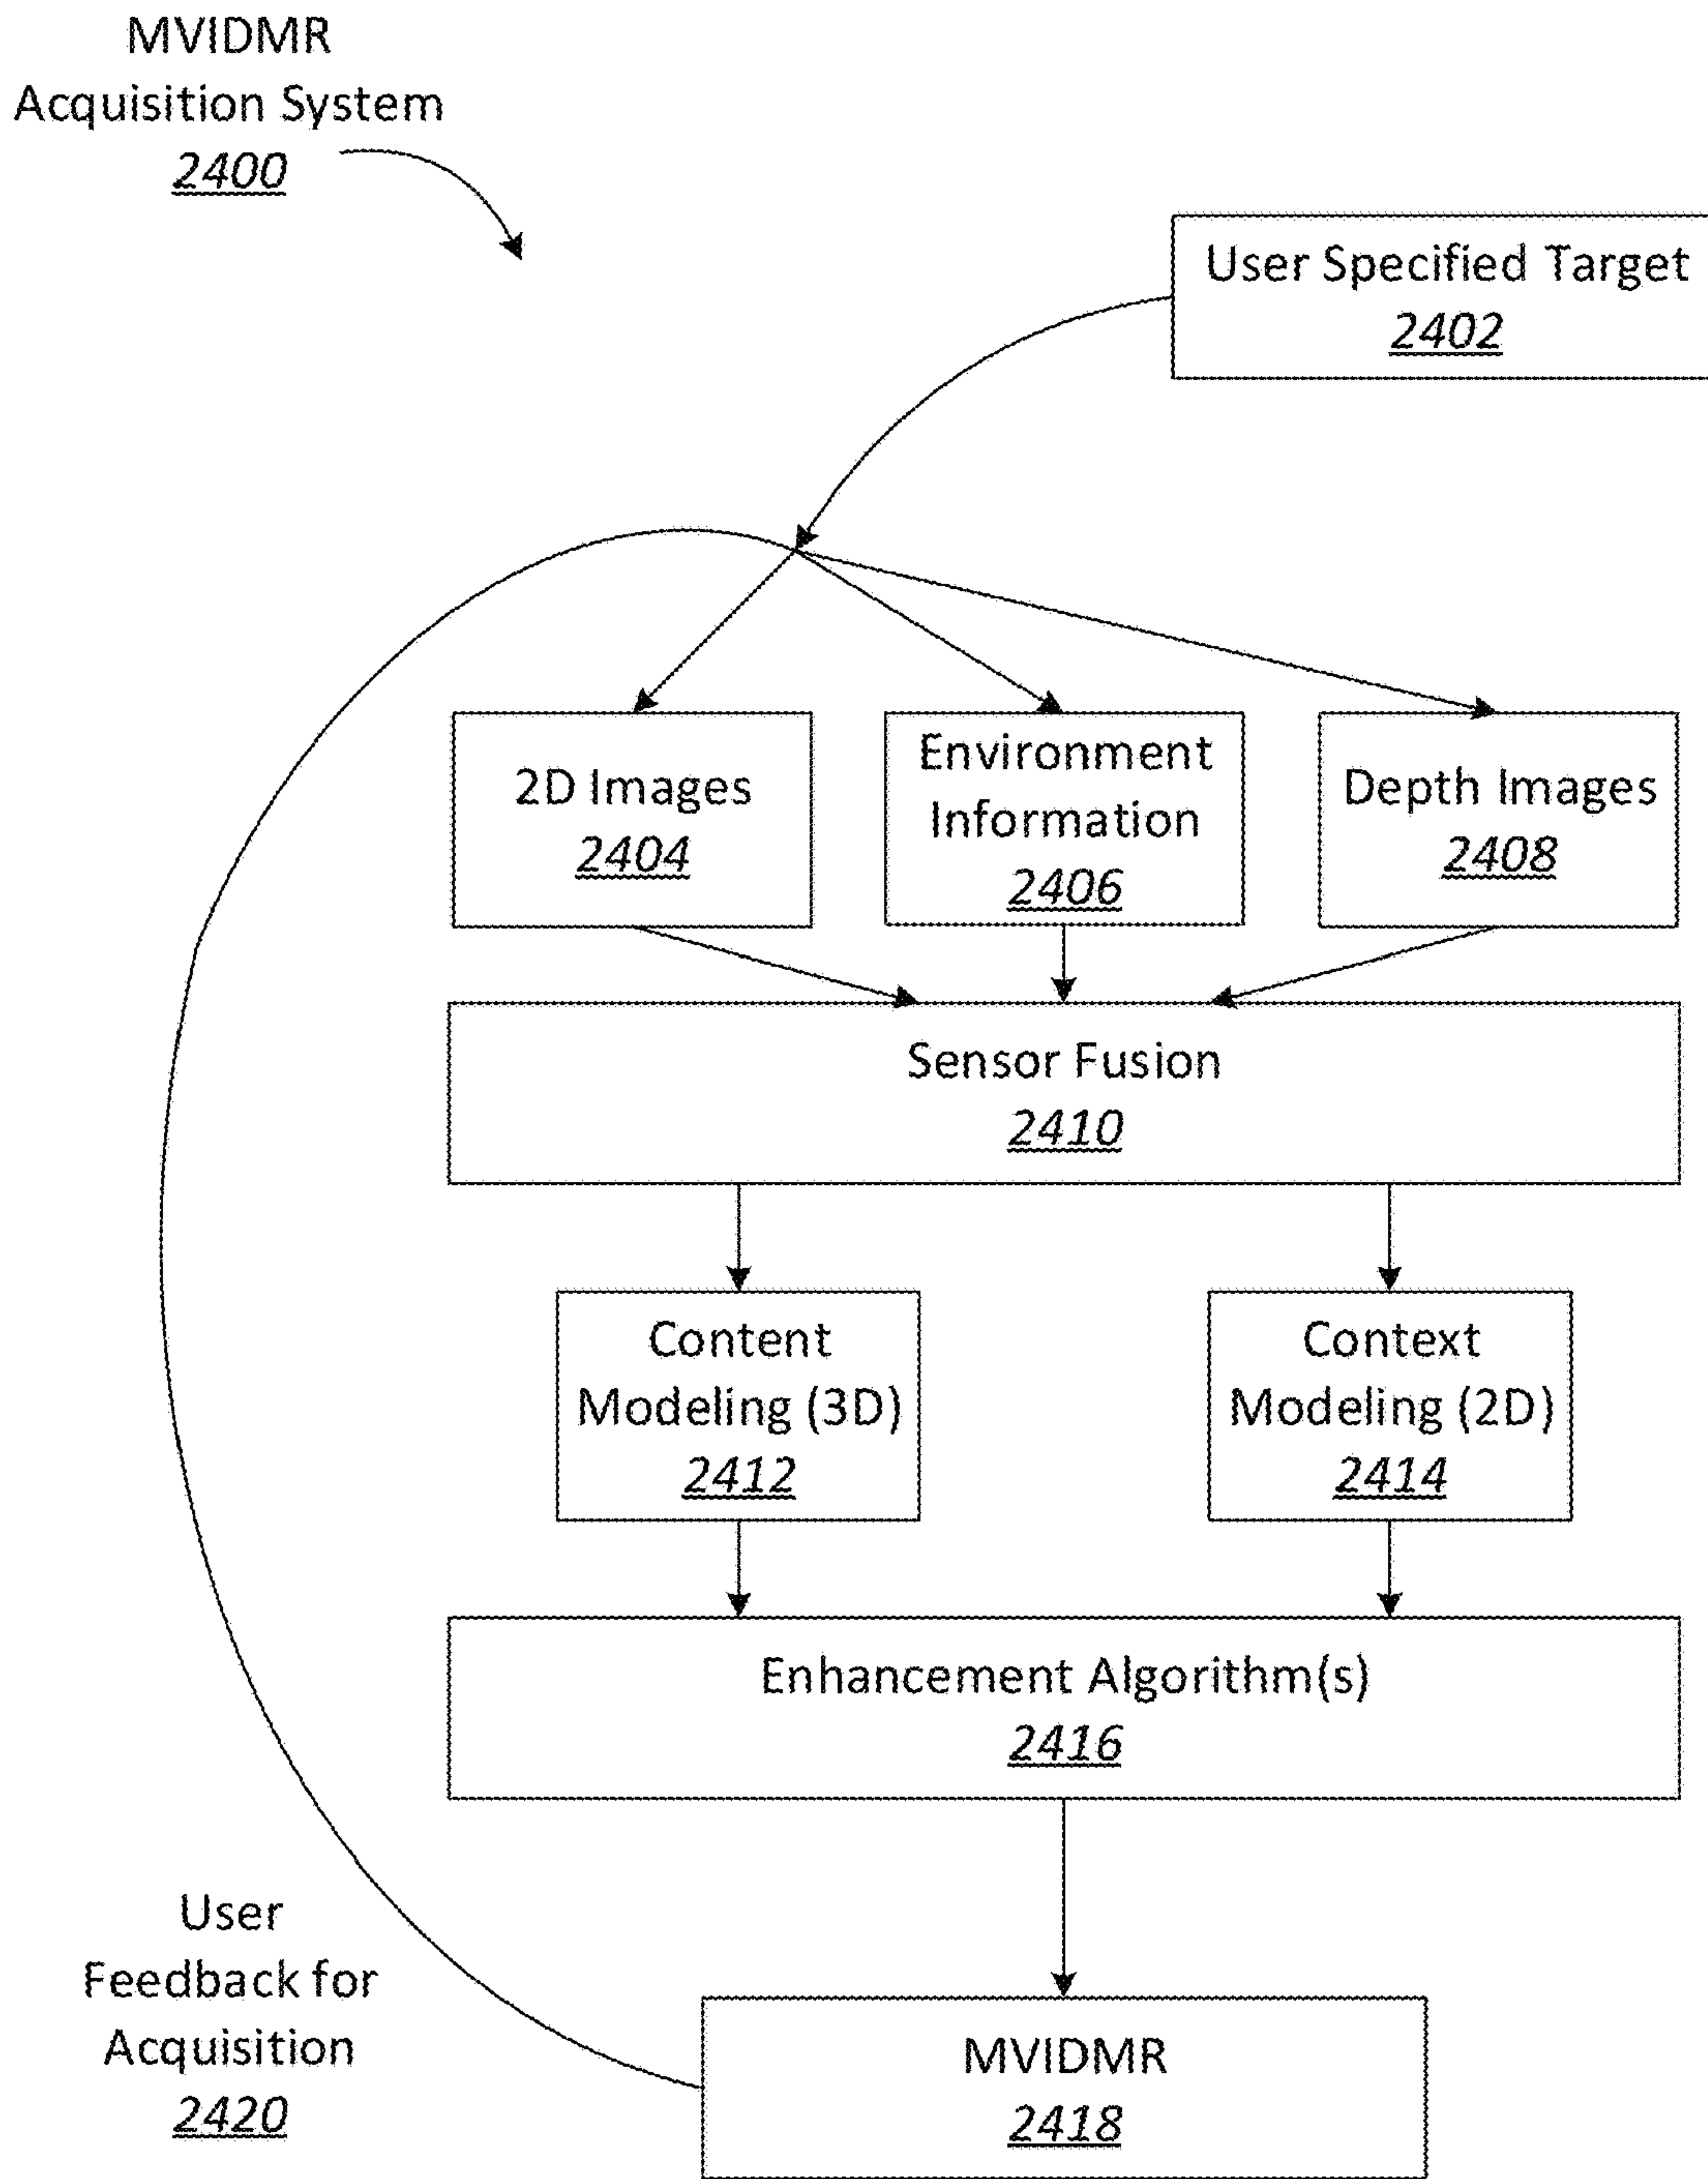 MVIDMR
Acquisition System
2400
User Specified Target
2402
2D Images
2404
Environment
Information
2406
Depth Images
2408
Sensor Fusion
2410
Content
Modeling (3D)
2412
Context
Modeling (2D)
2414
Enhancement Algorithm(s)
2416
User
Feedback for
Acquisition
2420
MVIDMR
2418